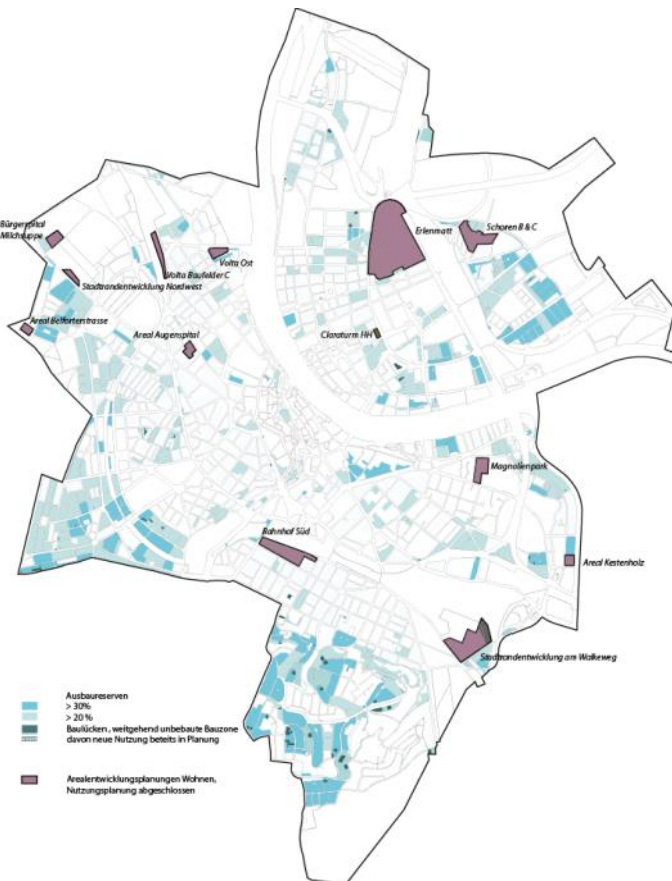 Bürgerspital
Milchsuppe
Erlenmatt
Schoren B & C
Volta Ost
Volta Baufelder C
Stadtrandentwicklung Nordwest
Areal Belforterstrasse
Areal Augenspital
Claraturm HH
Magnolienpark
Bahnhof Süd
Areal Kestenholz
Stadtrandentwicklung am Walkeweg
Ausbaureserven
> 30%
> 20 %
Baulücken, weitgehend unbebaute Bauzone
davon neue Nutzung beteits in Planung
Arealentwicklungsplanungen Wohnen,
Nutzungsplanung abgeschlossen